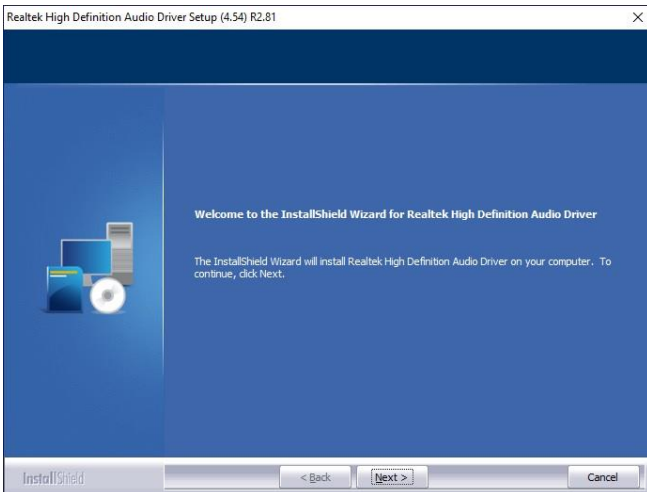 Realtek High Definition Audio Driver Setup (4.54) R2.81
Welcome to the InstallShield Wizard for Realtek High Definition Audio Driver
The InstallShield Wizard will install Realtek High Definition Audio Driver on your computer. To
continue, click Next.
InstallShield
< Back
Next >
Cancel